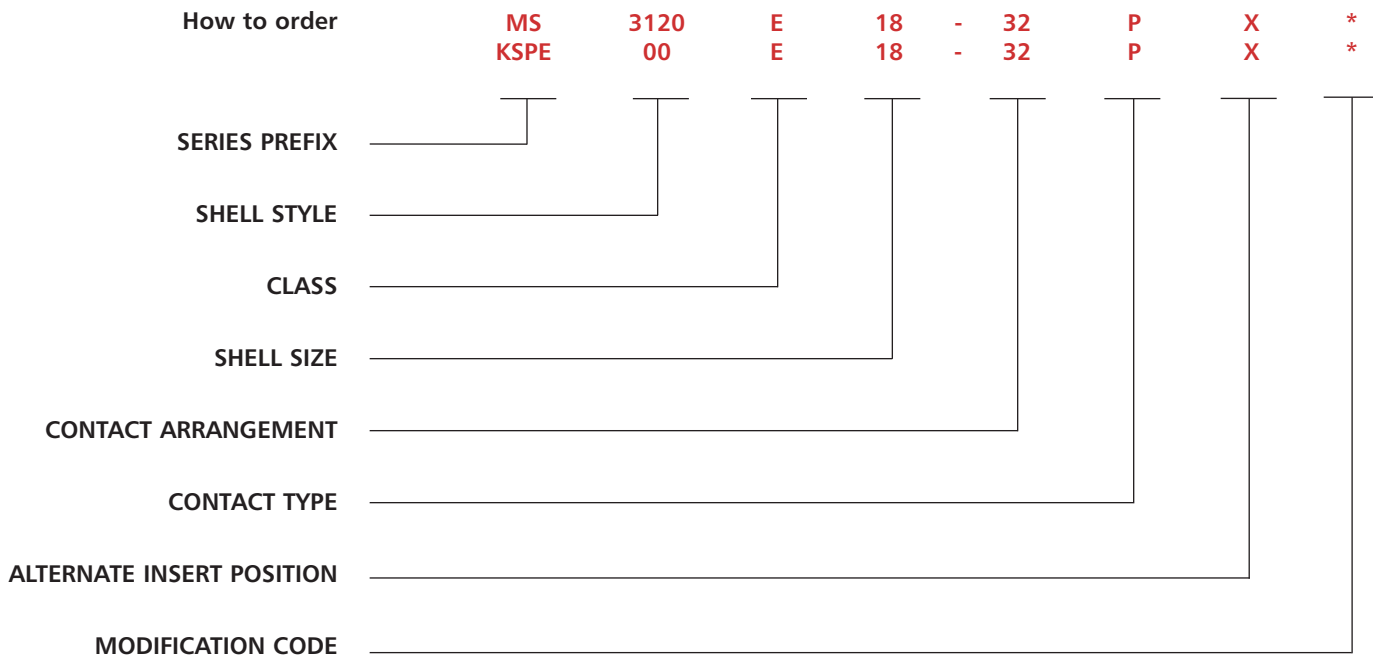 How to order MS 3120 E 18 - 32 P X *
KSPE 00 E 18 - 32 P X *
SERIES PREFIX
SHELL STYLE
CLASS
SHELL SIZE
CONTACT ARRANGEMENT
CONTACT TYPE
ALTERNATE INSERT POSITION
MODIFICATION CODE